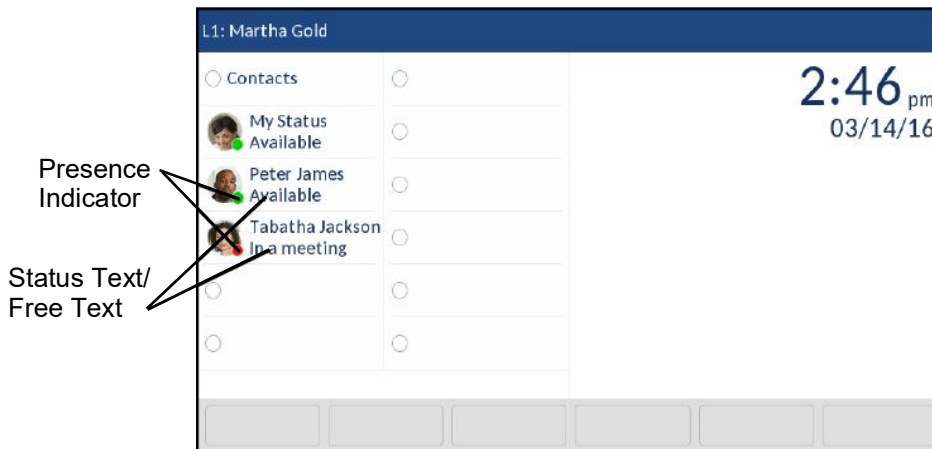 L1: Martha Gold
Contacts
2:46 pm
03/14/16
My Status
Available
Peter James
Available
Tabatha Jackson
In a meeting
Presence
Indicator
Status Text/
Free Text